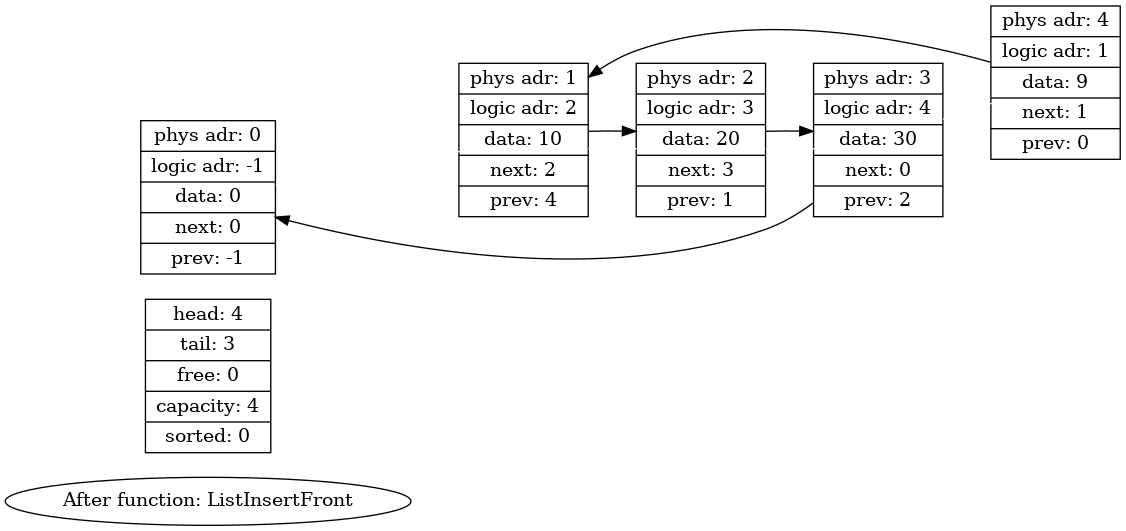 phys adr: 4
logic adr: 1
data: 9
next: 1
prev: 0
phys adr: 1
logic adr: 2
data: 10
next: 2
prev: 4
phys adr: 2
logic adr: 3
data: 20
next: 3
prev: 1
phys adr: 3
logic adr: 4
data: 30
next: 0
prev: 2
phys adr: 0
logic adr: -1
data: 0
next: 0
prev: -1
head: 4
tail: 3
free: 0
capacity: 4
sorted: 0
After function: ListInsertFront